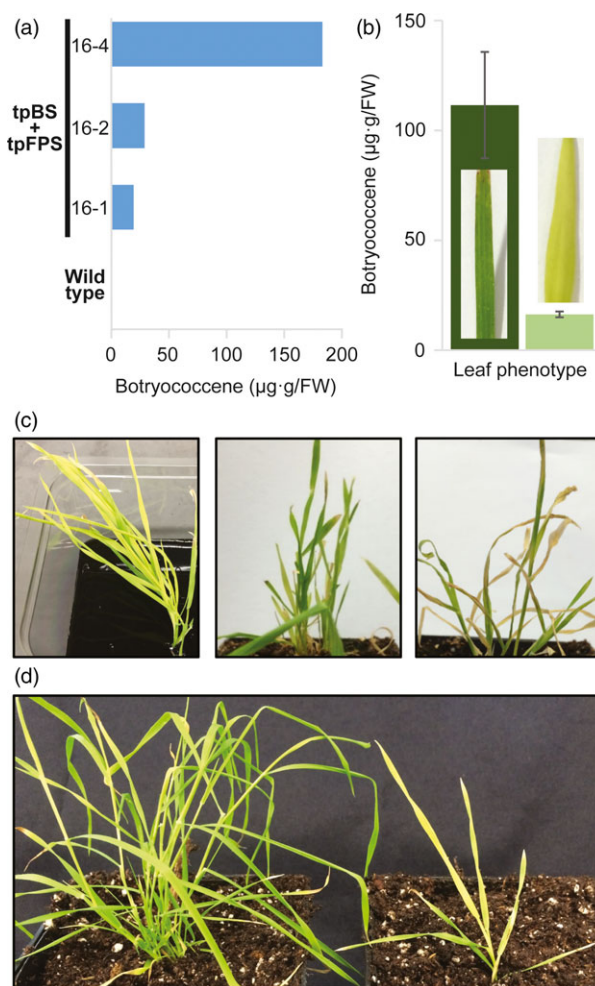 (a)
tpBS
+
tpFPS
16-4
16-2
16-1
Wild
type
0 50 100 150 200
Botryococcene (µg·g/FW)
(b)
Botryococcene (µg·g/FW)
150
100
50
0
Leaf phenotype
(c)
(d)